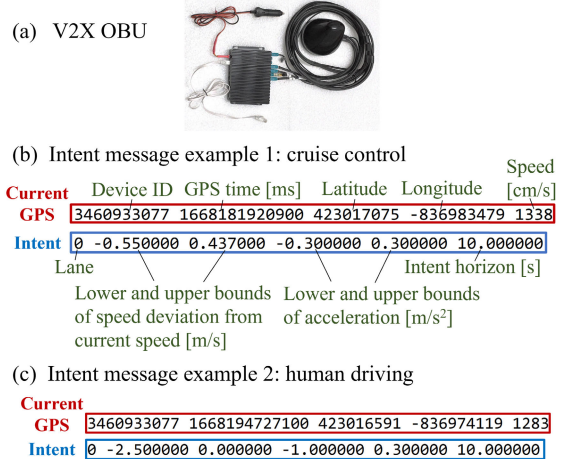 (a) V2X OBU
(b) Intent message example 1: cruise control
Speed
[cm/s]
Device ID GPS time [ms] Latitude Longitude
Current
GPS
3460933077 1668181920900 423017075 -836983479 1338
Intent
0 -0.550000 0.437000 -0.300000 0.300000 10.000000
Lane
Intent horizon [s]
Lower and upper bounds
of speed deviation from
current speed [m/s]
Lower and upper bounds
of acceleration [m/s²]
(c) Intent message example 2: human driving
Current
GPS
3460933077 1668194727100 423016591 -836974119 1283
Intent
0 -2.500000 0.000000 -1.000000 0.300000 10.000000